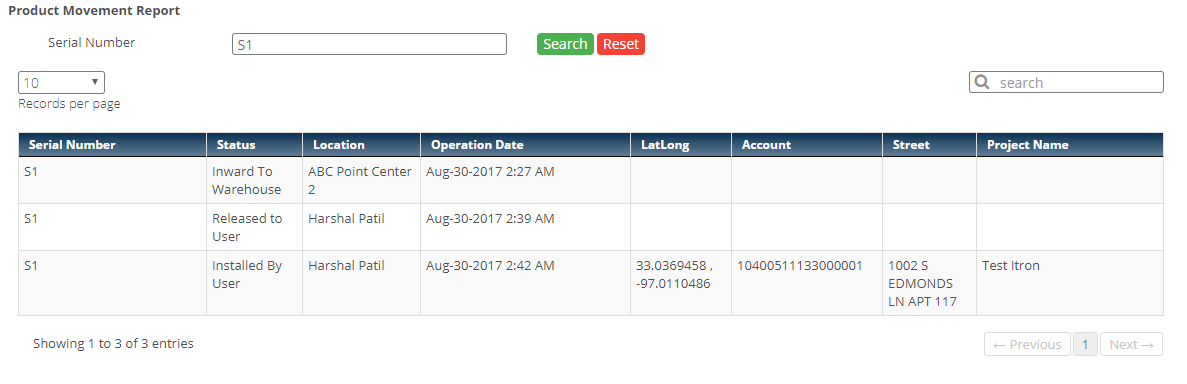 Product Movement Report
Serial Number S1 Search Reset
10 search
Records per page
Serial Number Status Location Operation Date LatLong Account Street Project Name
S1 Inward To ABC Point Center Aug-30-2017 2:27 AM
Warehouse 2
S1 Released to Harshal Patil Aug-30-2017 2:39 AM
User
S1 Installed By Harshal Patil Aug-30-2017 2:42 AM 33.0369458 , 10400511133000001 1002 S Test Itron
User -97.0110486 EDMONDS
LN APT 117
Showing 1 to 3 of 3 entries ← Previous 1 Next →